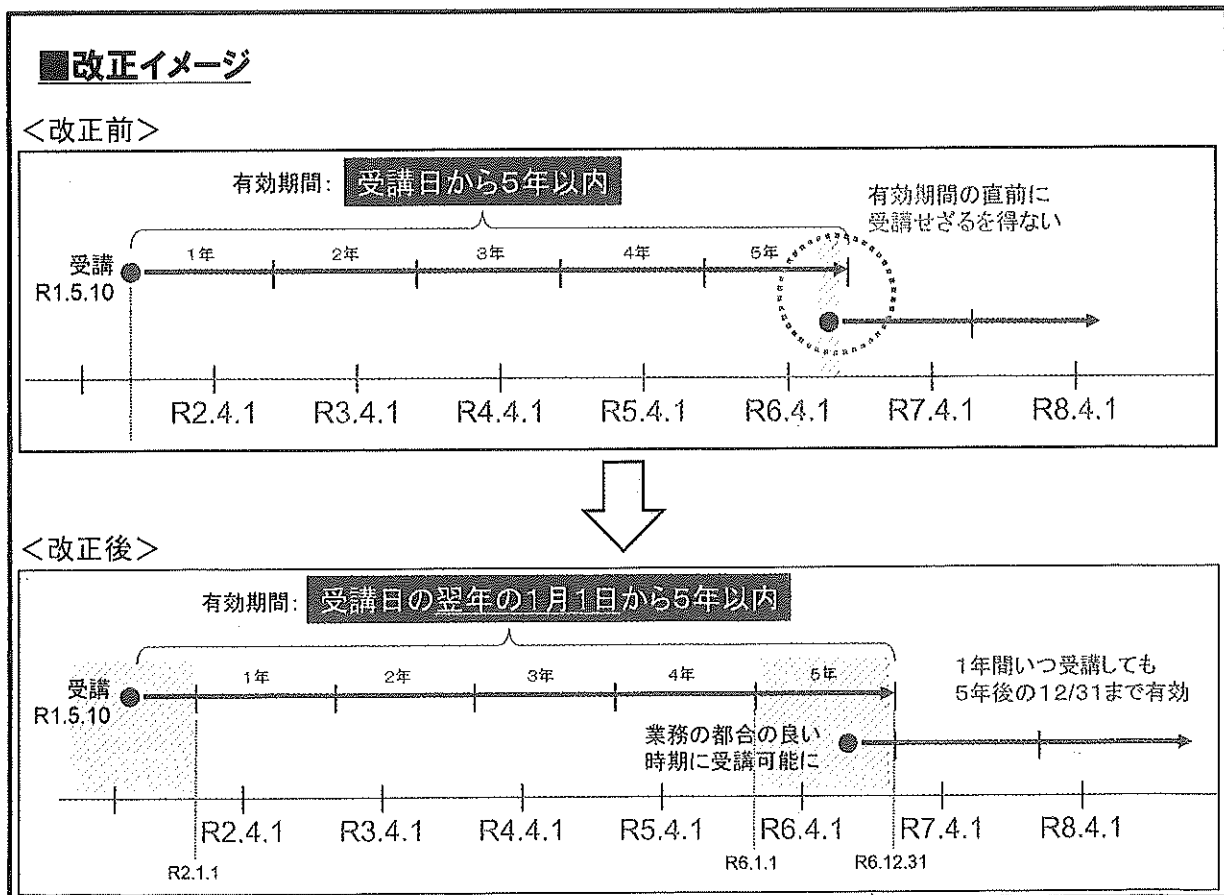 ■改正イメージ
＜改正前＞
有効期間： 受講日から5年以内
有効期間の直前に
受講せざるを得ない
受講
R1.5.10
1年 2年 3年 4年 5年
R2.4.1 R3.4.1 R4.4.1 R5.4.1 R6.4.1 R7.4.1 R8.4.1
＜改正後＞
有効期間： 受講日の翌年の1月1日から5年以内
1年間いつ受講しても
5年後の12/31まで有効
受講
R1.5.10
1年 2年 3年 4年 5年
業務の都合の良い
時期に受講可能に
R2.4.1 R3.4.1 R4.4.1 R5.4.1 R6.4.1 R7.4.1 R8.4.1
R2.1.1 R6.1.1 R6.12.31